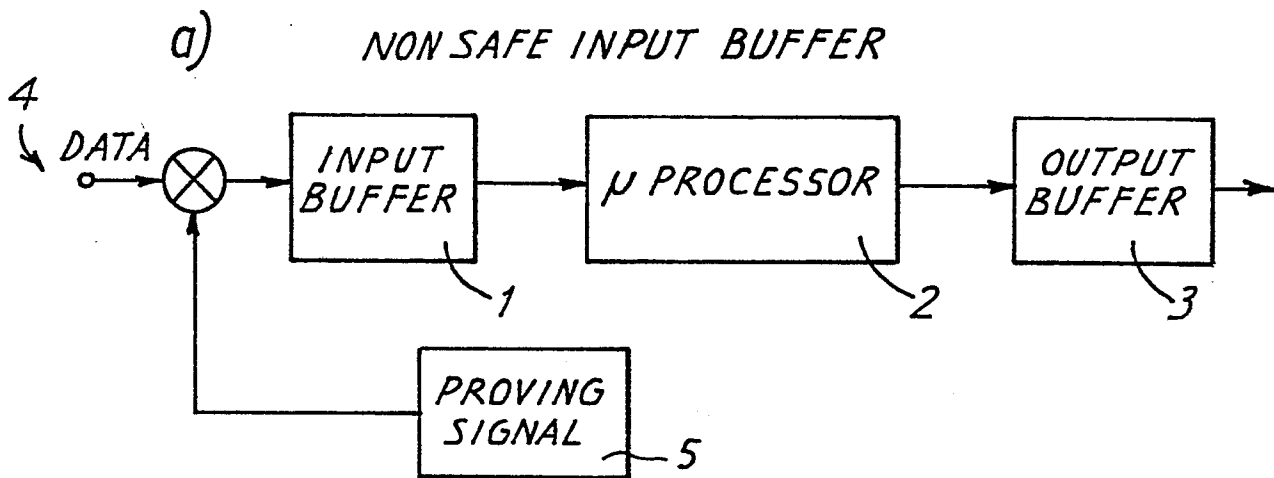 a) NON SAFE INPUT BUFFER
4
DATA
INPUT
BUFFER
μ PROCESSOR
OUTPUT
BUFFER
1
2
3
PROVING
SIGNAL
5